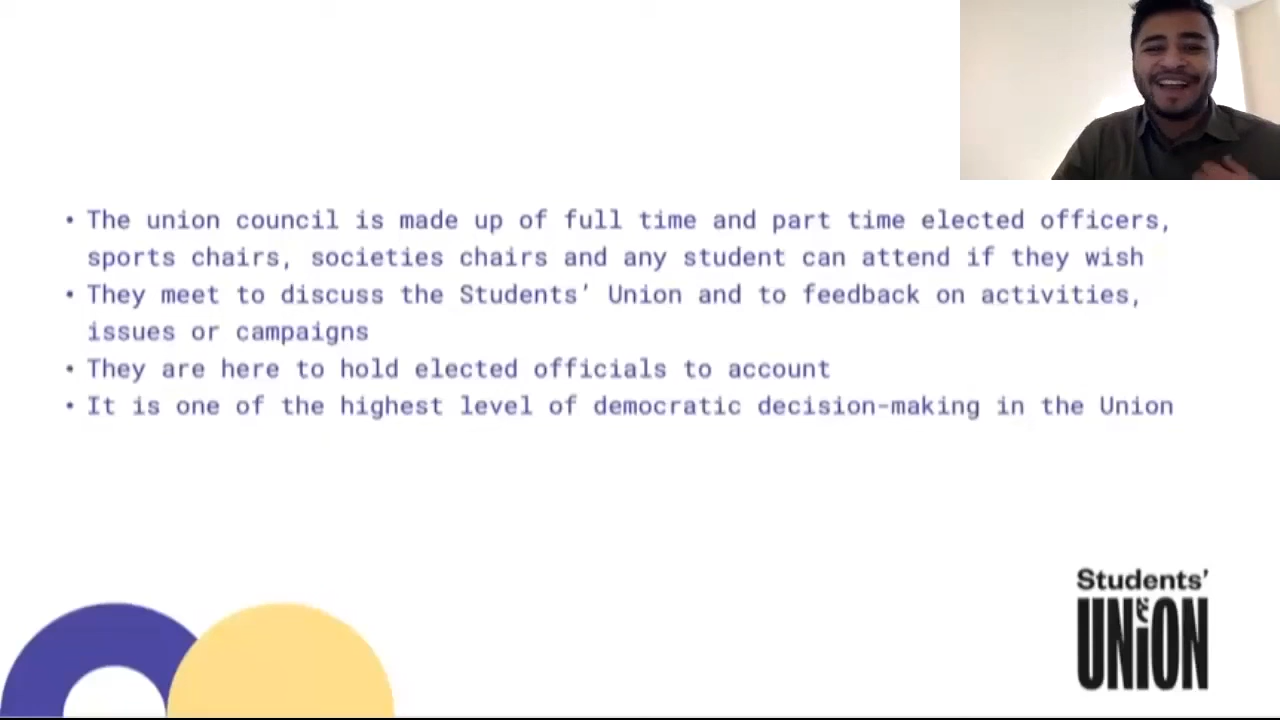 • The union council is made up of full time and part time elected officers,
sports chairs, societies chairs and any student can attend if they wish
• They meet to discuss the Students’ Union and to feedback on activities,
issues or campaigns
• They are here to hold elected officials to account
• It is one of the highest level of democratic decision-making in the Union
Students’
UNiON